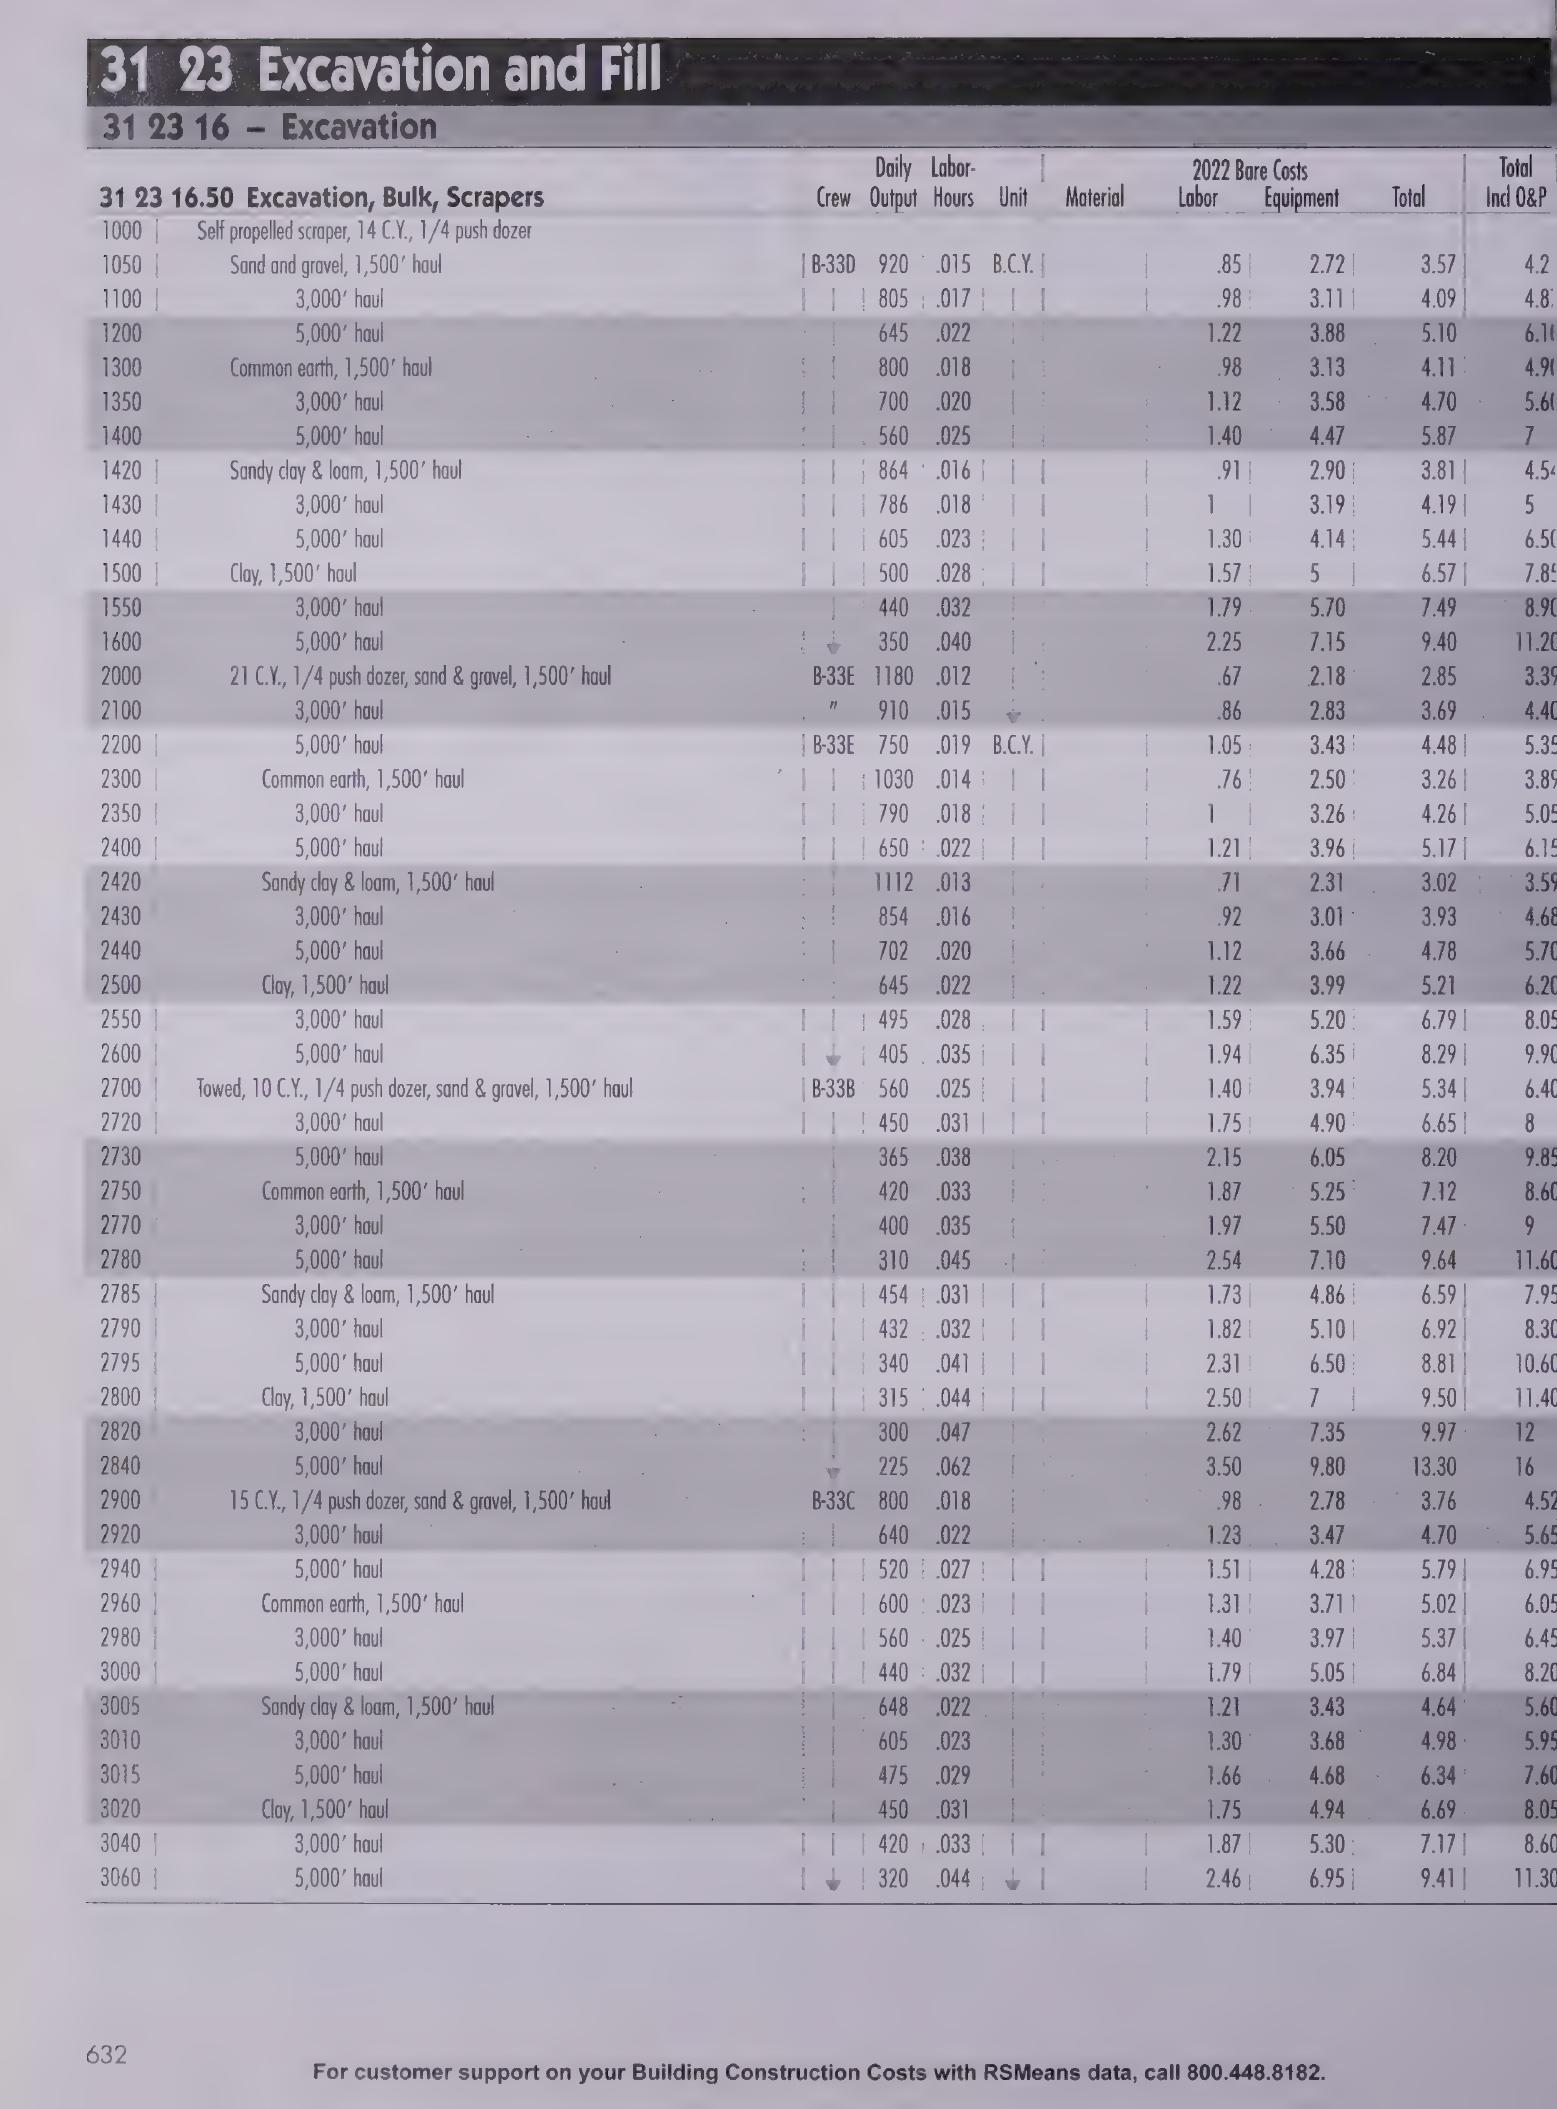 31 23 Excavation and Fill
31 23 16 – Excavation
31 23 16.50 Excavation, Bulk, Scrapers Crew Daily Output Labor-Hours Unit Material 2022 Bare Costs Labor Equipment Total Total Incl O&P
1000 Self propelled scraper, 14 C.Y., 1/4 push dozer
1050 Sand and gravel, 1,500' haul B-33D 920 .015 B.C.Y. .85 2.72 3.57 4.2
1100 3,000' haul 805 .017 .98 3.11 4.09 4.8
1200 5,000' haul 645 .022 1.22 3.88 5.10 6.1
1300 Common earth, 1,500' haul 800 .018 .98 3.13 4.11 4.9
1350 3,000' haul 700 .020 1.12 3.58 4.70 5.6
1400 5,000' haul 560 .025 1.40 4.47 5.87 7
1420 Sandy clay & loam, 1,500' haul 864 .016 .91 2.90 3.81 4.5
1430 3,000' haul 786 .018 1 3.19 4.19 5
1440 5,000' haul 605 .023 1.30 4.14 5.44 6.50
1500 Clay, 1,500' haul 500 .028 1.57 5 6.57 7.85
1550 3,000' haul 440 .032 1.79 5.70 7.49 8.90
1600 5,000' haul 350 .040 2.25 7.15 9.40 11.20
2000 21 C.Y., 1/4 push dozer, sand & gravel, 1,500' haul B-33E 1180 .012 .67 2.18 2.85 3.39
2100 3,000' haul " 910 .015 .86 2.83 3.69 4.40
2200 5,000' haul B-33E 750 .019 B.C.Y. 1.05 3.43 4.48 5.35
2300 Common earth, 1,500' haul 1030 .014 .76 2.50 3.26 3.89
2350 3,000' haul 790 .018 1 3.26 4.26 5.05
2400 5,000' haul 650 .022 1.21 3.96 5.17 6.15
2420 Sandy clay & loam, 1,500' haul 1112 .013 .71 2.31 3.02 3.59
2430 3,000' haul 854 .016 .92 3.01 3.93 4.68
2440 5,000' haul 702 .020 1.12 3.66 4.78 5.70
2500 Clay, 1,500' haul 645 .022 1.22 3.99 5.21 6.20
2550 3,000' haul 495 .028 1.59 5.20 6.79 8.05
2600 5,000' haul 405 .035 1.94 6.35 8.29 9.90
2700 Towed, 10 C.Y., 1/4 push dozer, sand & gravel, 1,500' haul B-33B 560 .025 1.40 3.94 5.34 6.40
2720 3,000' haul 450 .031 1.75 4.90 6.65 8
2730 5,000' haul 365 .038 2.15 6.05 8.20 9.85
2750 Common earth, 1,500' haul 420 .033 1.87 5.25 7.12 8.60
2770 3,000' haul 400 .035 1.97 5.50 7.47 9
2780 5,000' haul 310 .045 2.54 7.10 9.64 11.60
2785 Sandy clay & loam, 1,500' haul 454 .031 1.73 4.86 6.59 7.95
2790 3,000' haul 432 .032 1.82 5.10 6.92 8.30
2795 5,000' haul 340 .041 2.31 6.50 8.81 10.60
2800 Clay, 1,500' haul 315 .044 2.50 7 9.50 11.40
2820 3,000' haul 300 .047 2.62 7.35 9.97 12
2840 5,000' haul 225 .062 3.50 9.80 13.30 16
2900 15 C.Y., 1/4 push dozer, sand & gravel, 1,500' haul B-33C 800 .018 .98 2.78 3.76 4.52
2920 3,000' haul 640 .022 1.23 3.47 4.70 5.65
2940 5,000' haul 520 .027 1.51 4.28 5.79 6.95
2960 Common earth, 1,500' haul 600 .023 1.31 3.71 5.02 6.05
2980 3,000' haul 560 .025 1.40 3.97 5.37 6.45
3000 5,000' haul 440 .032 1.79 5.05 6.84 8.20
3005 Sandy clay & loam, 1,500' haul 648 .022 1.21 3.43 4.64 5.60
3010 3,000' haul 605 .023 1.30 3.68 4.98 5.95
3015 5,000' haul 475 .029 1.66 4.68 6.34 7.60
3020 Clay, 1,500' haul 450 .031 1.75 4.94 6.69 8.05
3040 3,000' haul 420 .033 1.87 5.30 7.17 8.60
3060 5,000' haul 320 .044 2.46 6.95 9.41 11.30
632
For customer support on your Building Construction Costs with RSMeans data, call 800.448.8182.